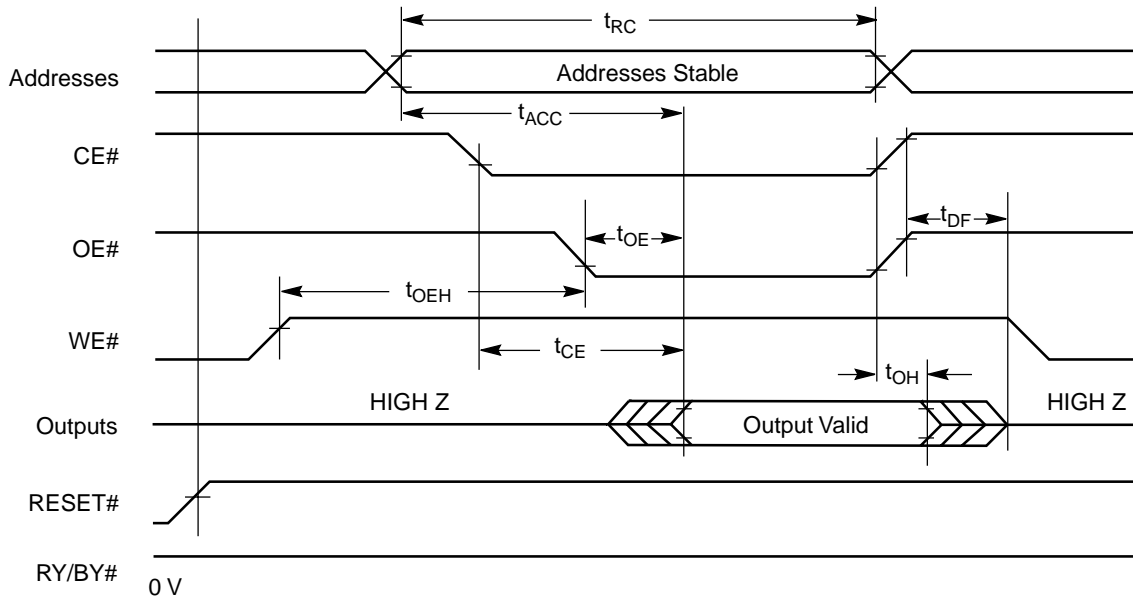 tRC
Addresses
Addresses Stable
tACC
CE#
tDF
OE#
tOE
tOEH
WE#
tCE
tOH
HIGH Z
HIGH Z
Outputs
Output Valid
RESET#
RY/BY#
0 V